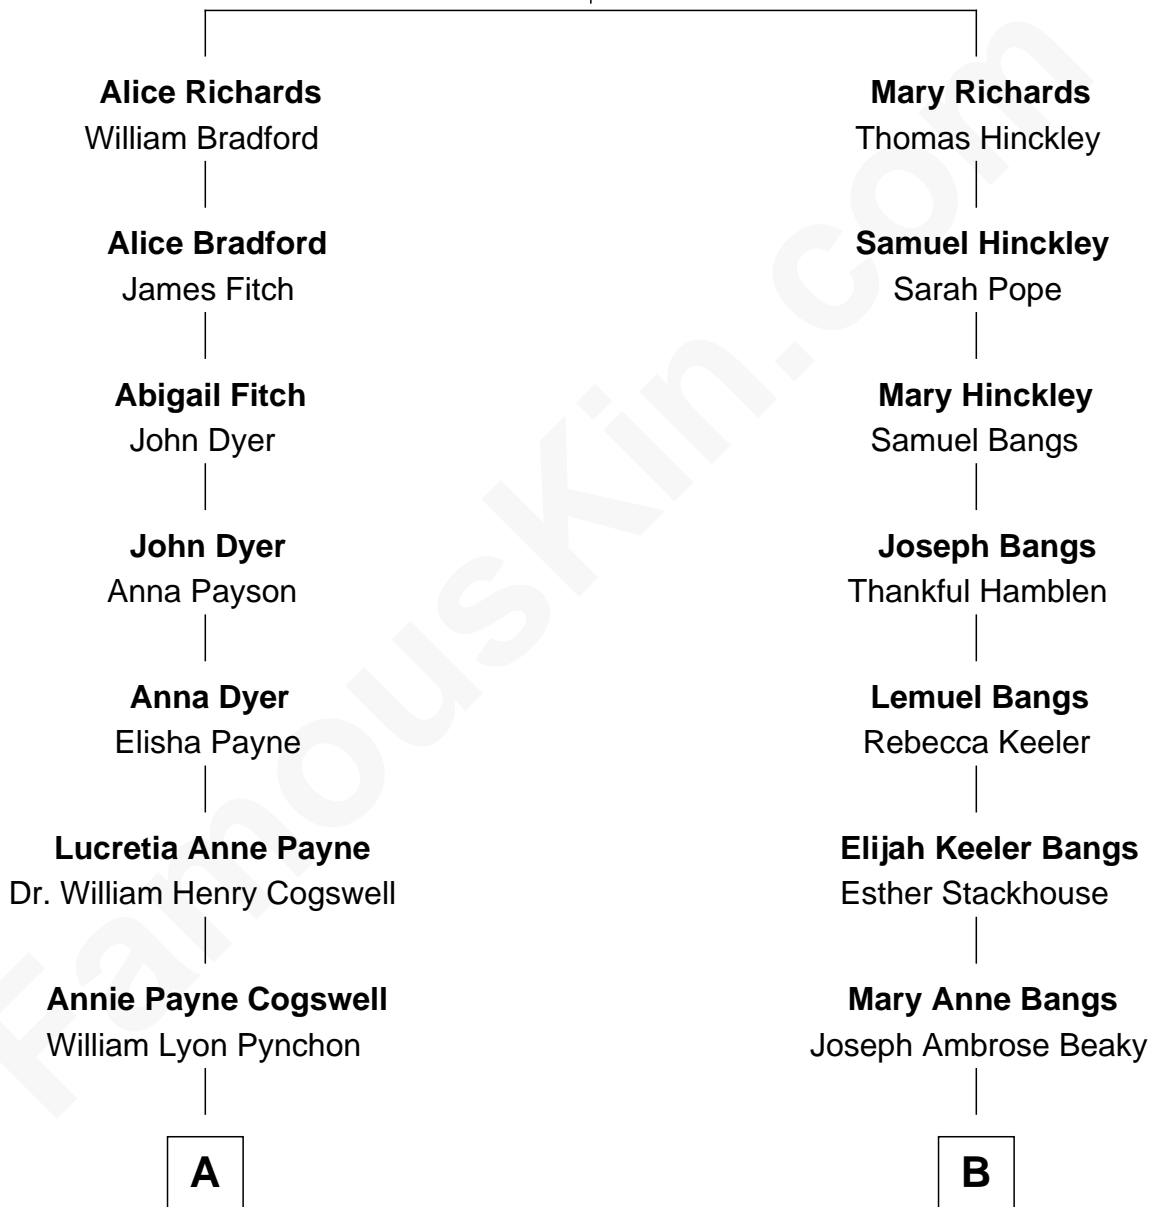 Alice Richards
William Bradford
Alice Bradford
James Fitch
Abigail Fitch
John Dyer
John Dyer
Anna Payson
Anna Dyer
Elisha Payne
Lucretia Anne Payne
Dr. William Henry Cogswell
Annie Payne Cogswell
William Lyon Pynchon
A
Mary Richards
Thomas Hinckley
Samuel Hinckley
Sarah Pope
Mary Hinckley
Samuel Bangs
Joseph Bangs
Thankful Hamblen
Lemuel Bangs
Rebecca Keeler
Elijah Keeler Bangs
Esther Stackhouse
Mary Anne Bangs
Joseph Ambrose Beaky
B
FamousKin.com